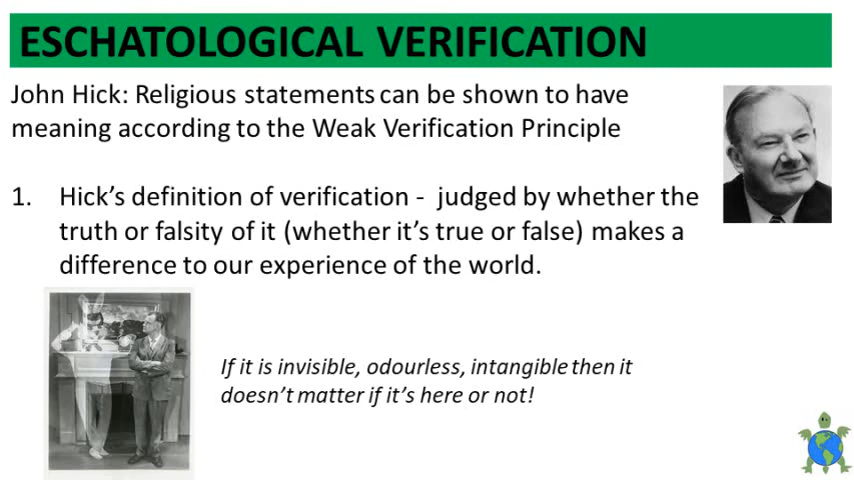 ESCHATOLOGICAL VERIFICATION
John Hick: Religious statements can be shown to have
meaning according to the Weak Verification Principle
1. Hick’s definition of verification - judged by whether the
truth or falsity of it (whether it’s true or false) makes a
difference to our experience of the world.
If it is invisible, odourless, intangible then it
doesn’t matter if it’s here or not!